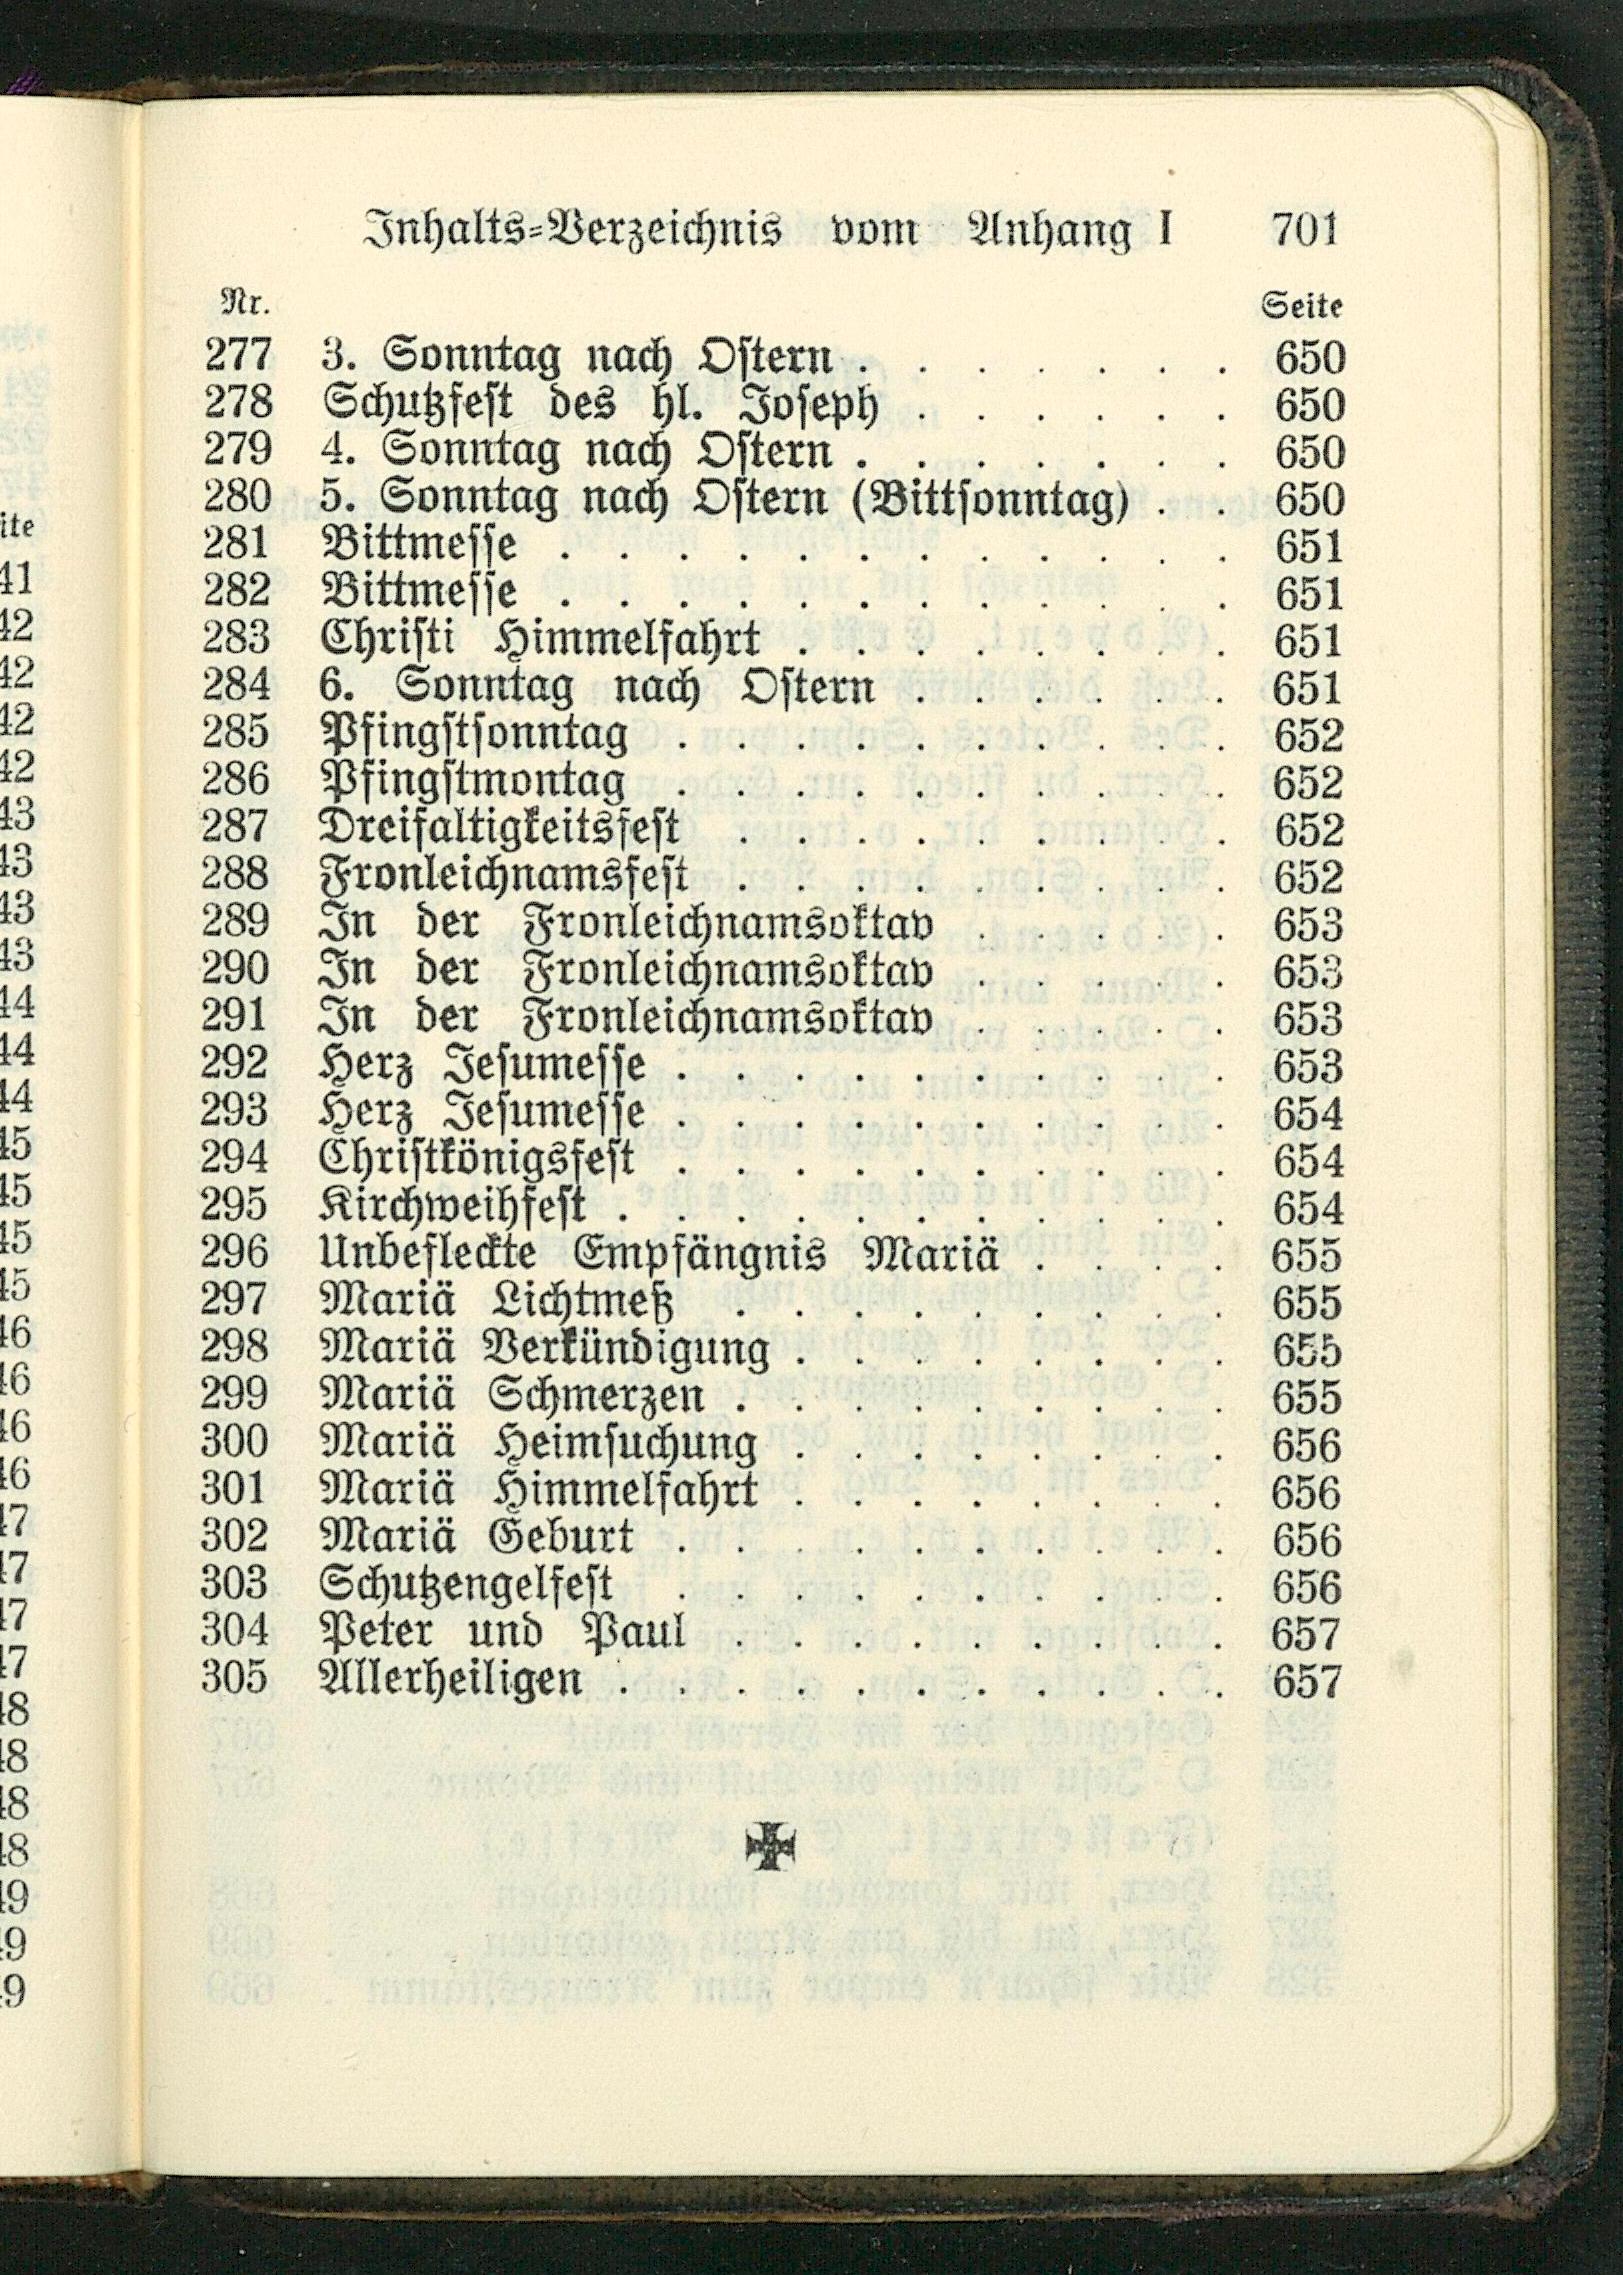 Inhalts-Verzeichnis vom Anhang I 701
Nr. Seite
277 3. Sonntag nach Ostern . . . . . . . 650
278 Schutzfest des hl. Joseph . . . . . . 650
279 4. Sonntag nach Ostern . . . . . . . 650
280 5. Sonntag nach Ostern (Bittsonntag) . . 650
281 Bittmesse . . . . . . . . . . . . 651
282 Bittmesse . . . . . . . . . . . . 651
283 Christi Himmelfahrt . . . . . . . . 651
284 6. Sonntag nach Ostern . . . . . . 651
285 Pfingstsonntag . . . . . . . . . . 652
286 Pfingstmontag . . . . . . . . . . 652
287 Dreifaltigkeitsfest . . . . . . . . . 652
288 Fronleichnamsfest . . . . . . . . . 652
289 In der Fronleichnamsoktav . . . . . 653
290 In der Fronleichnamsoktav . . . . . 653
291 In der Fronleichnamsoktav . . . . . 653
292 Herz Jesumesse . . . . . . . . . . 653
293 Herz Jesumesse . . . . . . . . . . 654
294 Christkönigsfest . . . . . . . . . . 654
295 Kirchweihfest . . . . . . . . . . . 654
296 Unbefleckte Empfängnis Mariä . . . . 655
297 Mariä Lichtmeß . . . . . . . . . 655
298 Mariä Verkündigung . . . . . . . . 655
299 Mariä Schmerzen . . . . . . . . . 655
300 Mariä Heimsuchung . . . . . . . . 656
301 Mariä Himmelfahrt . . . . . . . . 656
302 Mariä Geburt . . . . . . . . . . 656
303 Schutzengelfest . . . . . . . . . . 656
304 Peter und Paul . . . . . . . . . 657
305 Allerheiligen . . . . . . . . . . . 657